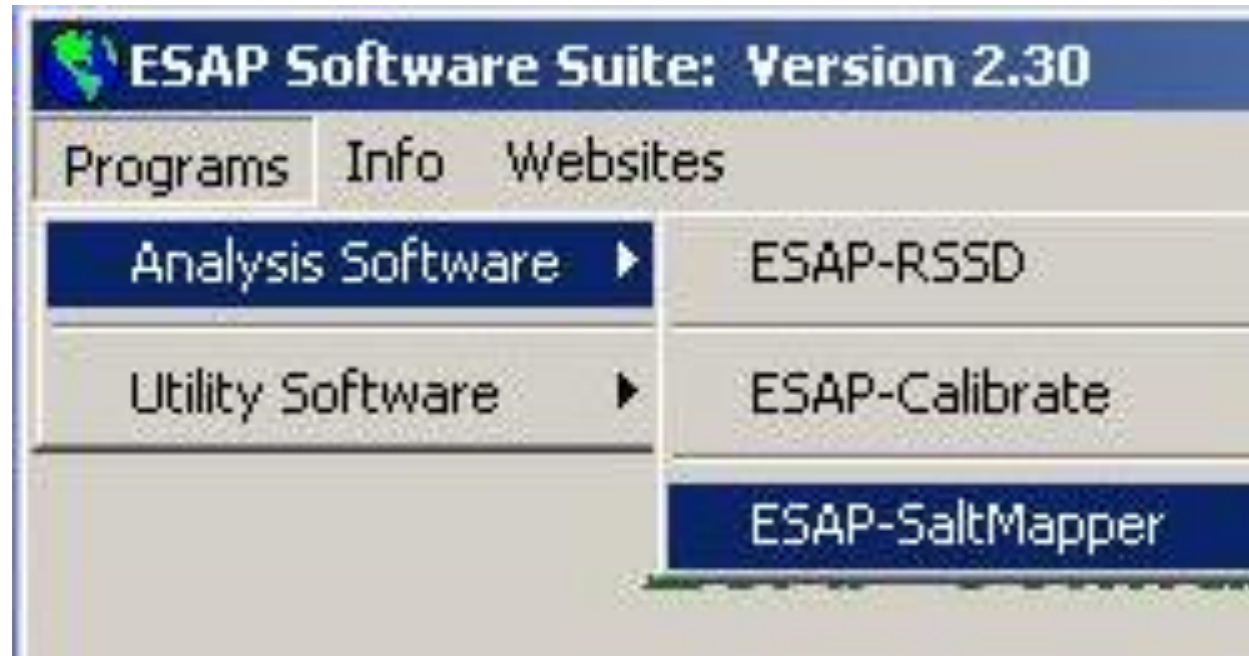 ESAP Software Suite: Version 2.30
Programs Info Websites
Analysis Software ESAP-RSSD
Utility Software ESAP-Calibrate
ESAP-SaltMapper